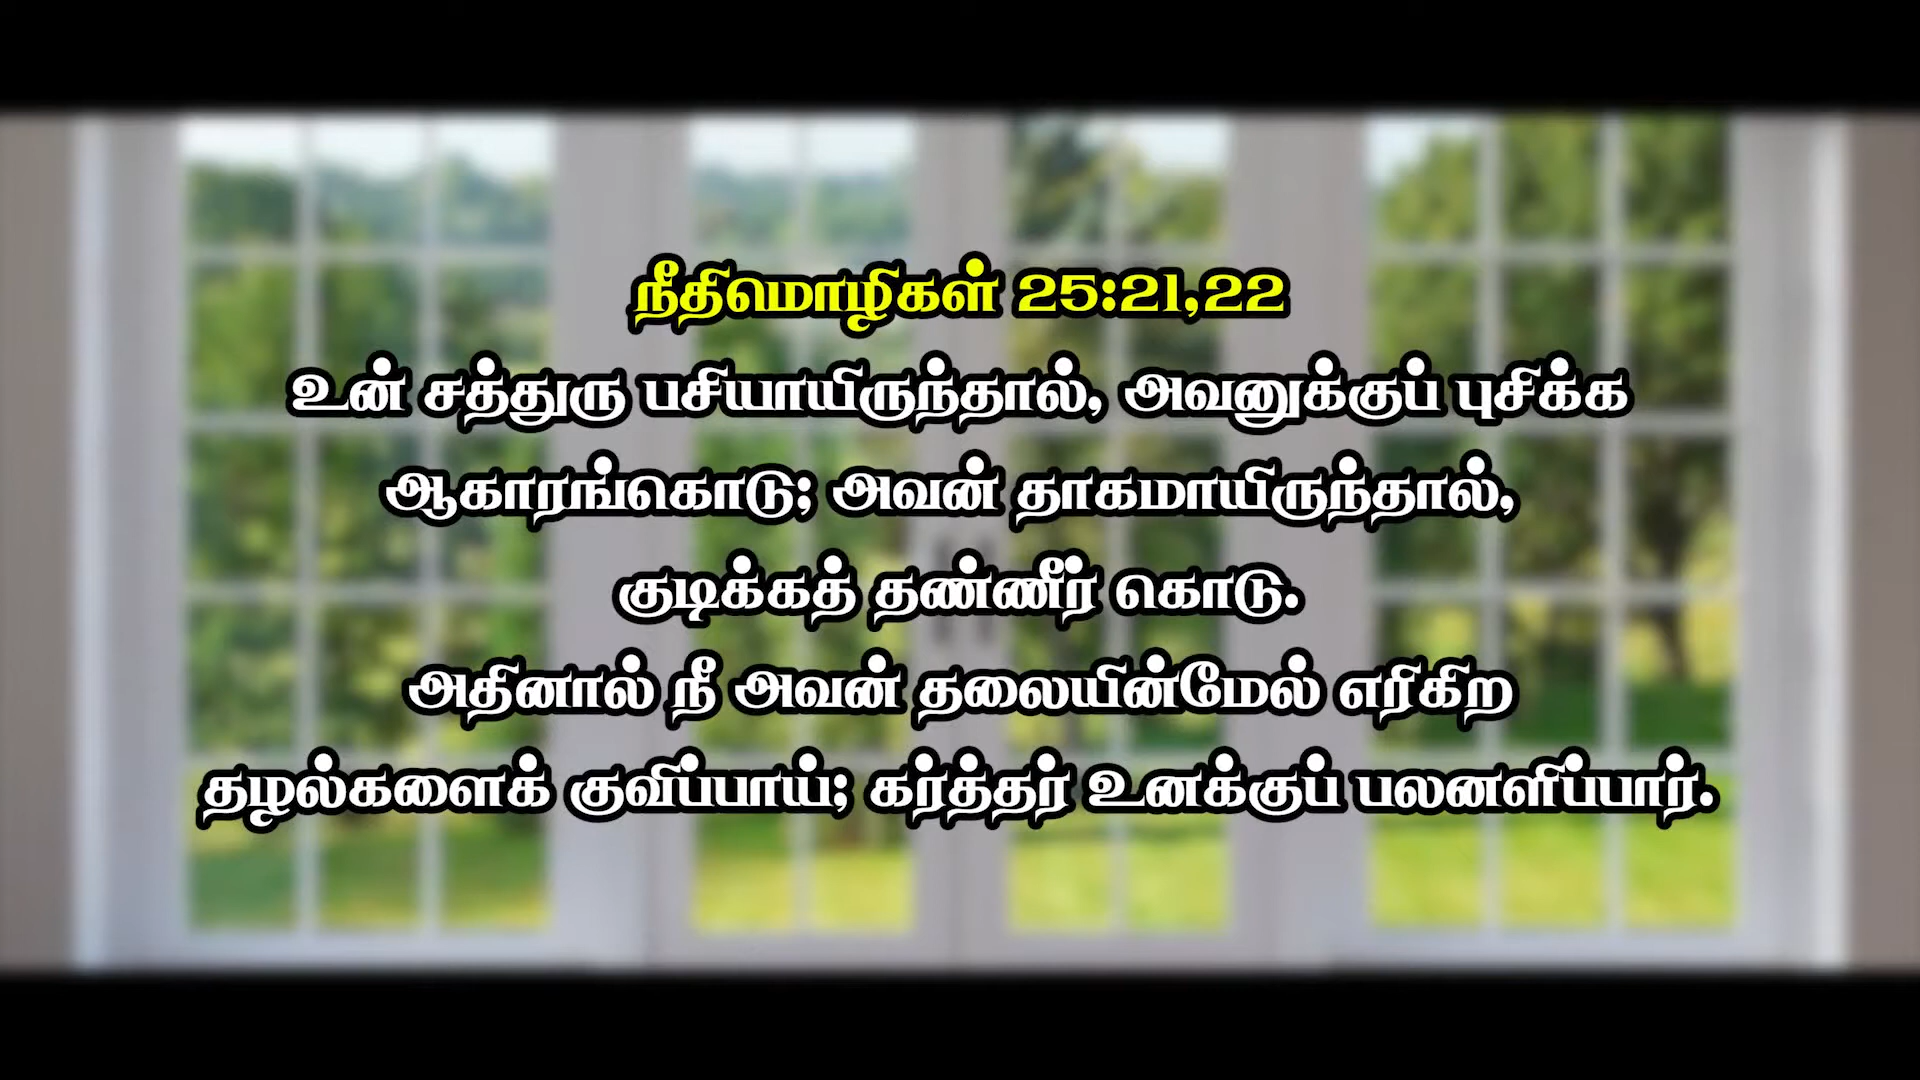 நீதிமொழிகள் 25:21,22
உன் சத்துரு பசியாயிருந்தால், அவனுக்குப் புசிக்க
ஆகாரங்கொடு; அவன் தாகமாயிருந்தால்,
குடிக்கத் தண்ணீர் கொடு.
அதினால் நீ அவன் தலையின்மேல் எரிகிற
தழல்களைக் குவிப்பாய்; கர்த்தர் உனக்குப் பலனளிப்பார்.